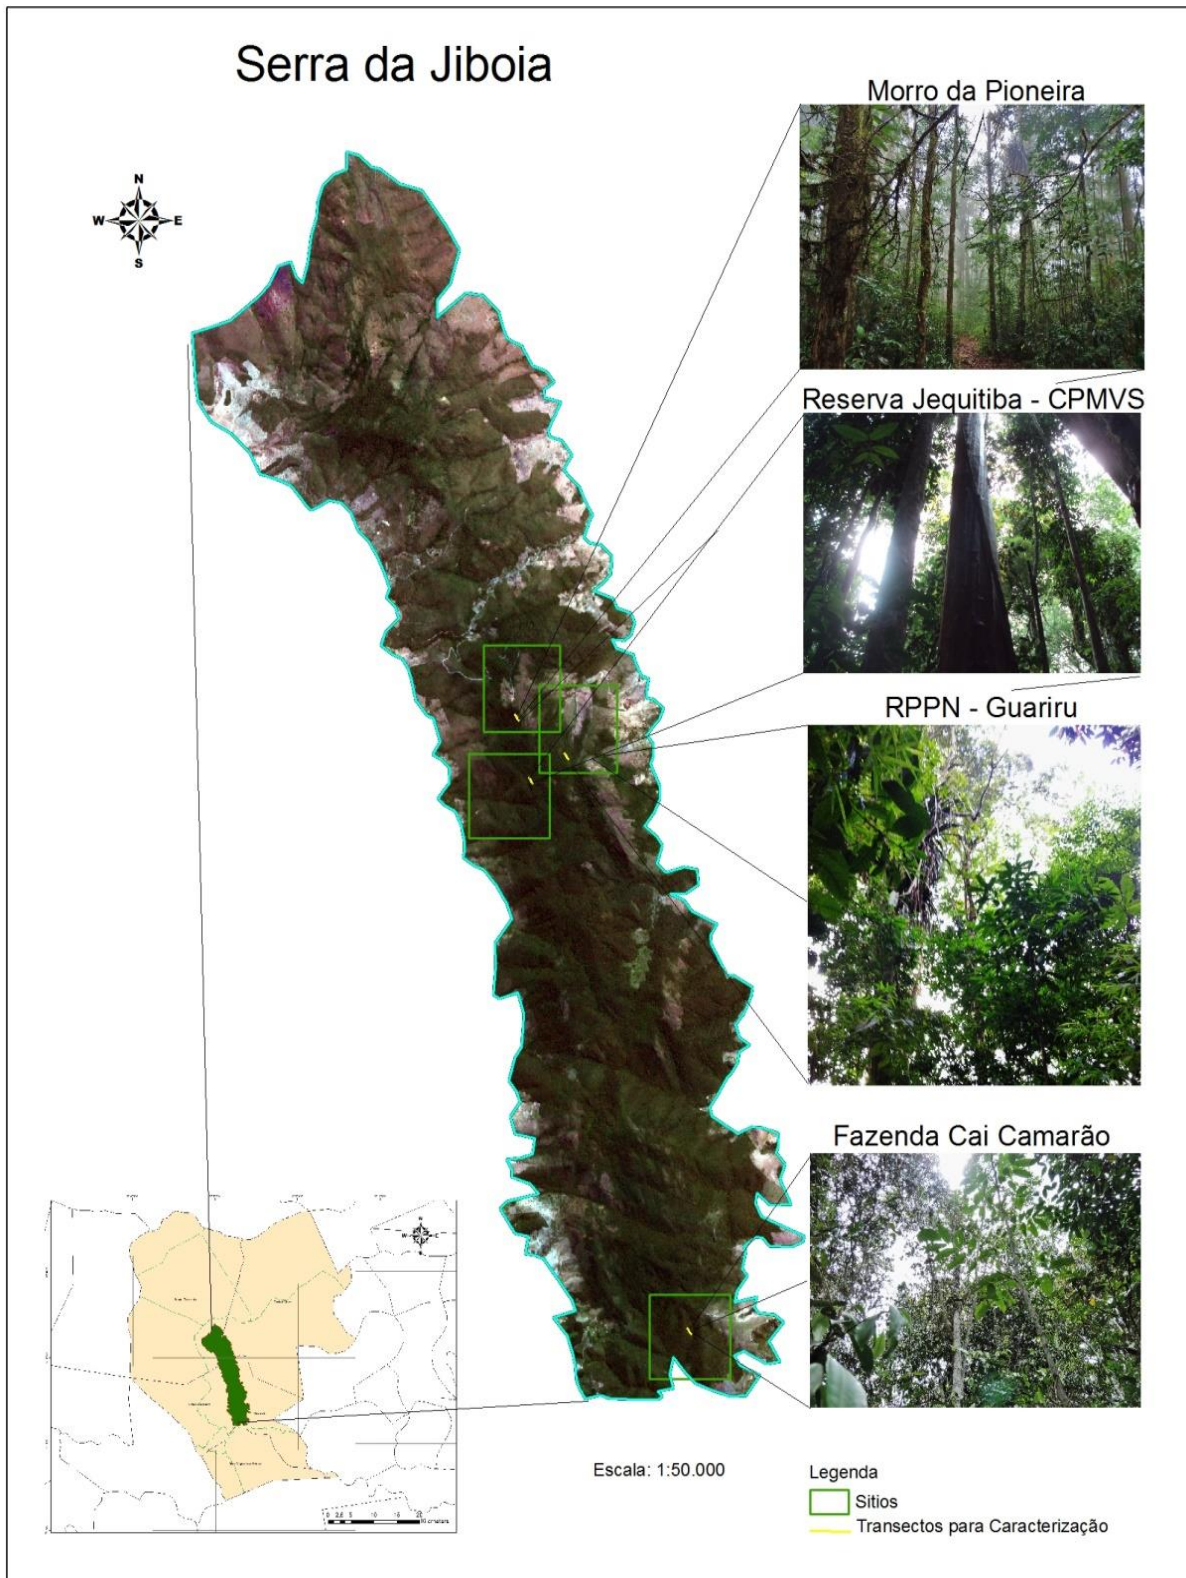 Serra da Jiboia
Morro da Pioneira
N
W E
S
Reserva Jequitiba - CPMVS
RPPN - Guariru
Fazenda Cai Camarão
Escala: 1:50.000
Legenda
Sitios
Transectos para Caracterização